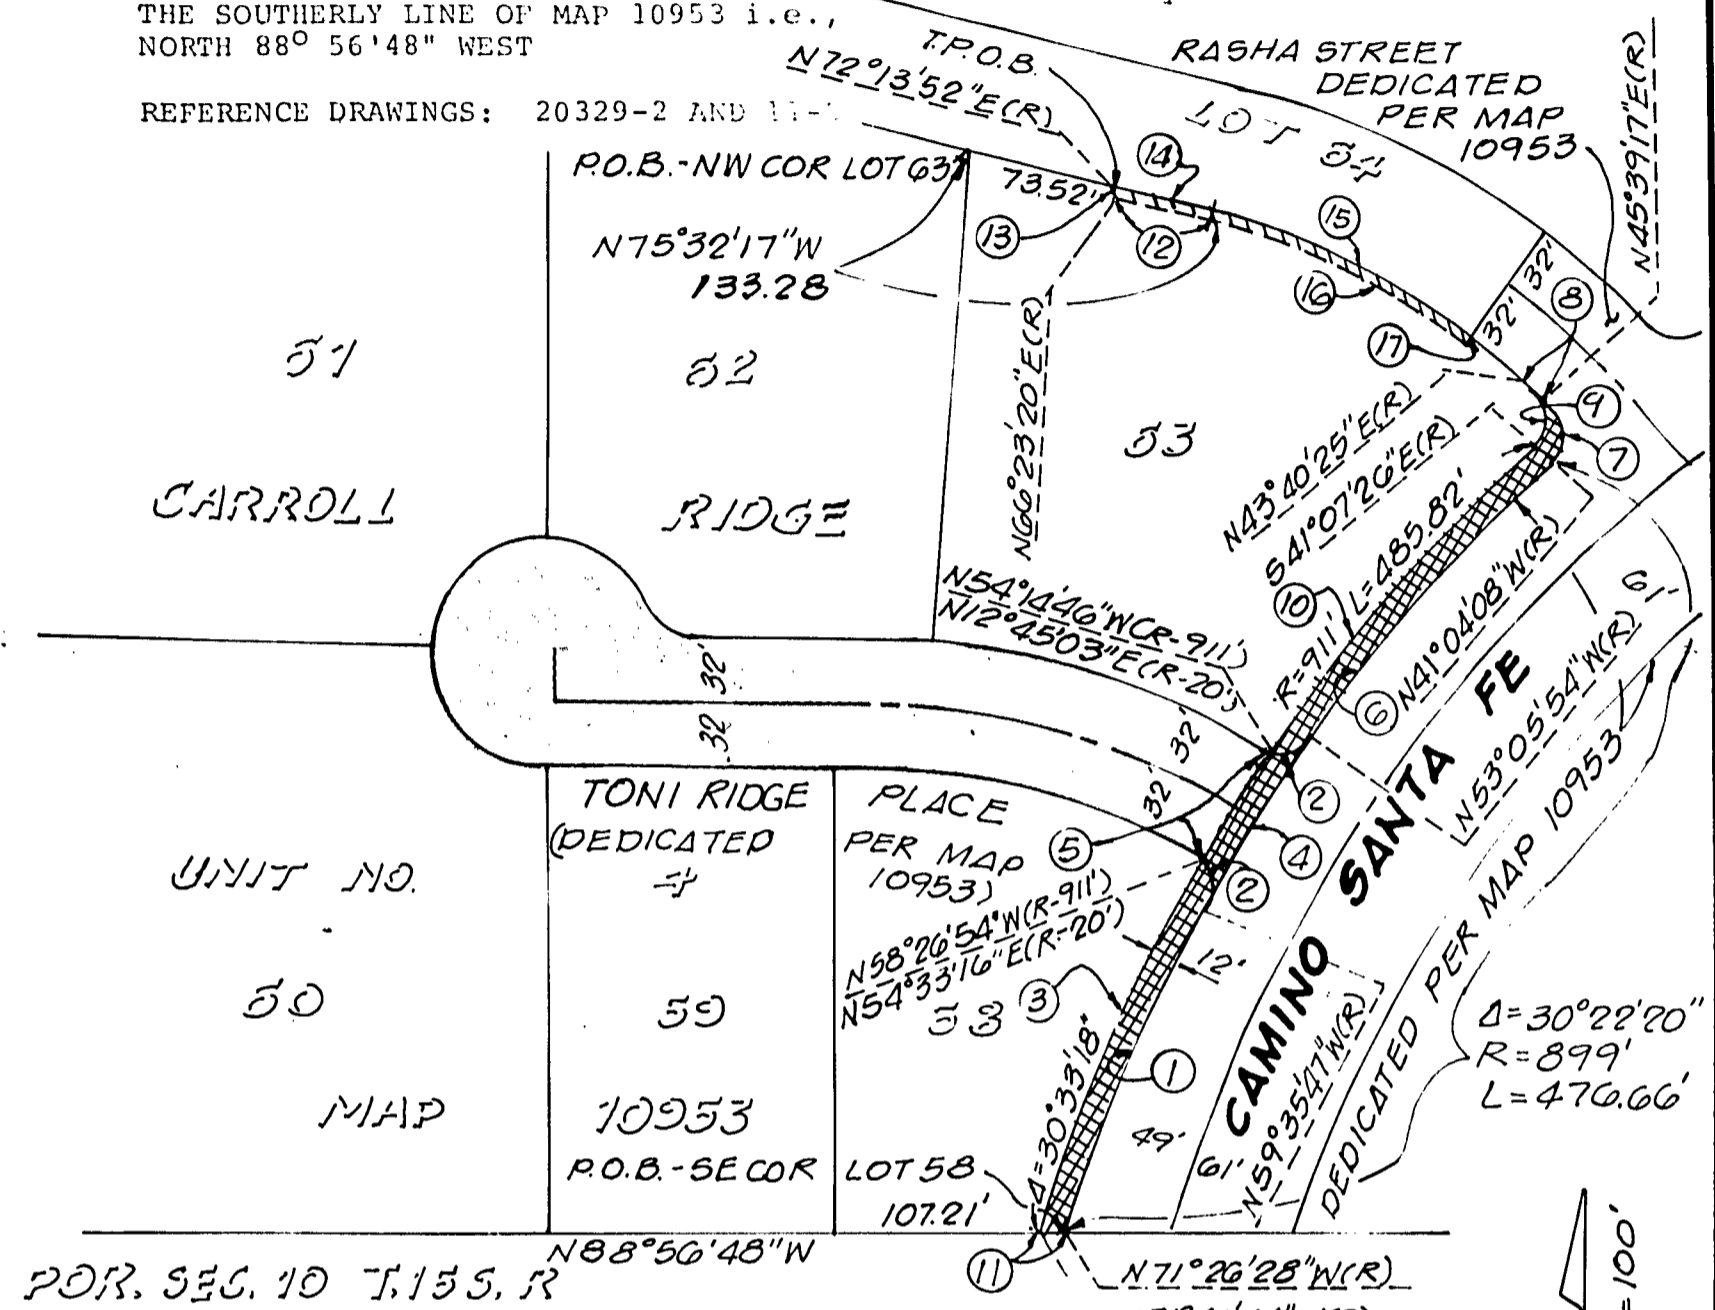 THE SOUTHERLY LINE OF MAP 10953 i.e.,
NORTH 88° 56'48" WEST
REFERENCE DRAWINGS: 20329-2 AND
T.P.O.B.
N72°13'52"E(R)
RASHA STREET
DEDICATED
PER MAP
10953
LOT 54
N45°39'17"E(R)
P.O.B.-NW COR LOT 63
73.52'
14
13
12
15
16
17
32'
32'
8
N75°32'17"W
133.28
51
52
53
N66°23'20"E(R)
N43°40'25"E(R)
S41°07'26"E(R)
9
7
CARROLL RIDGE
L=485.82'
R=911'
10
N54°14'46"W(R-911')
N12°45'03"E(R-20')
6
N41°04'08"W(R)
61'
N53°05'54"W(R)
32'
32'
32'
32'
TONI RIDGE PLACE
(DEDICATED PER MAP
10953)
5
2
4
2
CAMINO SANTA FE
DEDICATED PER MAP 10953
UNIT NO. 4
N58°26'54"W(R-911')
N54°33'16"E(R-20')
12'
3
50
59
58
Δ=30°33'18"
1
49'
61'
N59°35'47"W(R)
Δ=30°22'20"
R=899'
L=476.66'
MAP 10953
P.O.B.-SE COR LOT 58
107.21'
N88°56'48"W
11
N71°26'28"W(R)
POR. SEC. 10 T.15S. R
=100'